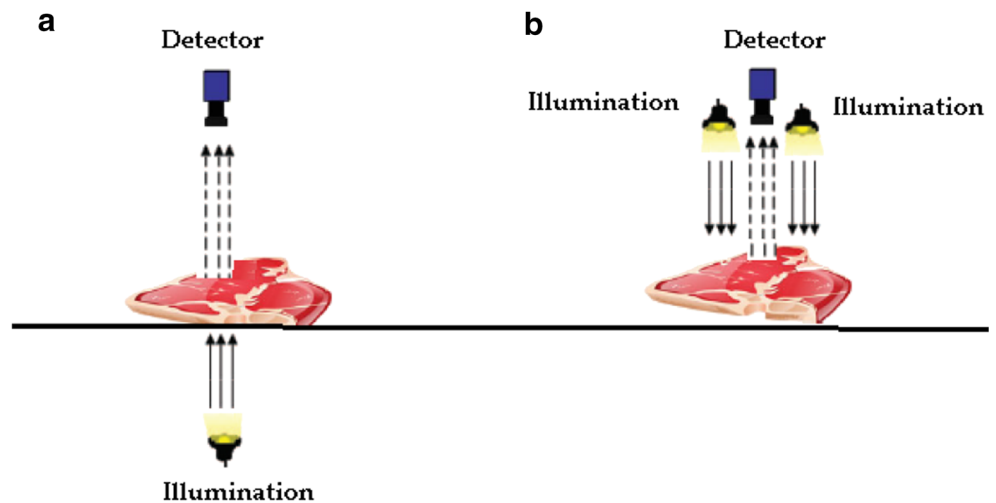 a
Detector
Illumination
b
Detector
Illumination
Illumination